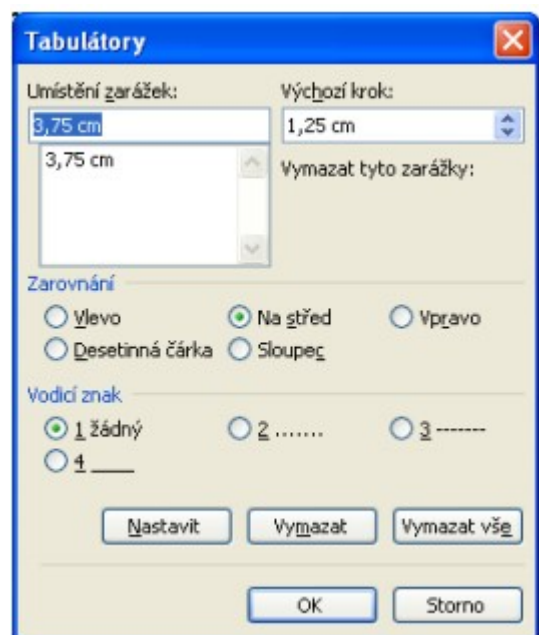 Tabulátory
Umístění zarážek: Výchozí krok:
3,75 cm 1,25 cm
3,75 cm Vymazat tyto zarážky:
Zarovnání
Vlevo Na střed Vpravo
Desetinná čárka Sloupec
Vodicí znak
1 žádný 2 ....... 3 -------
4 ____
Nastavit Vymazat Vymazat vše
OK Storno